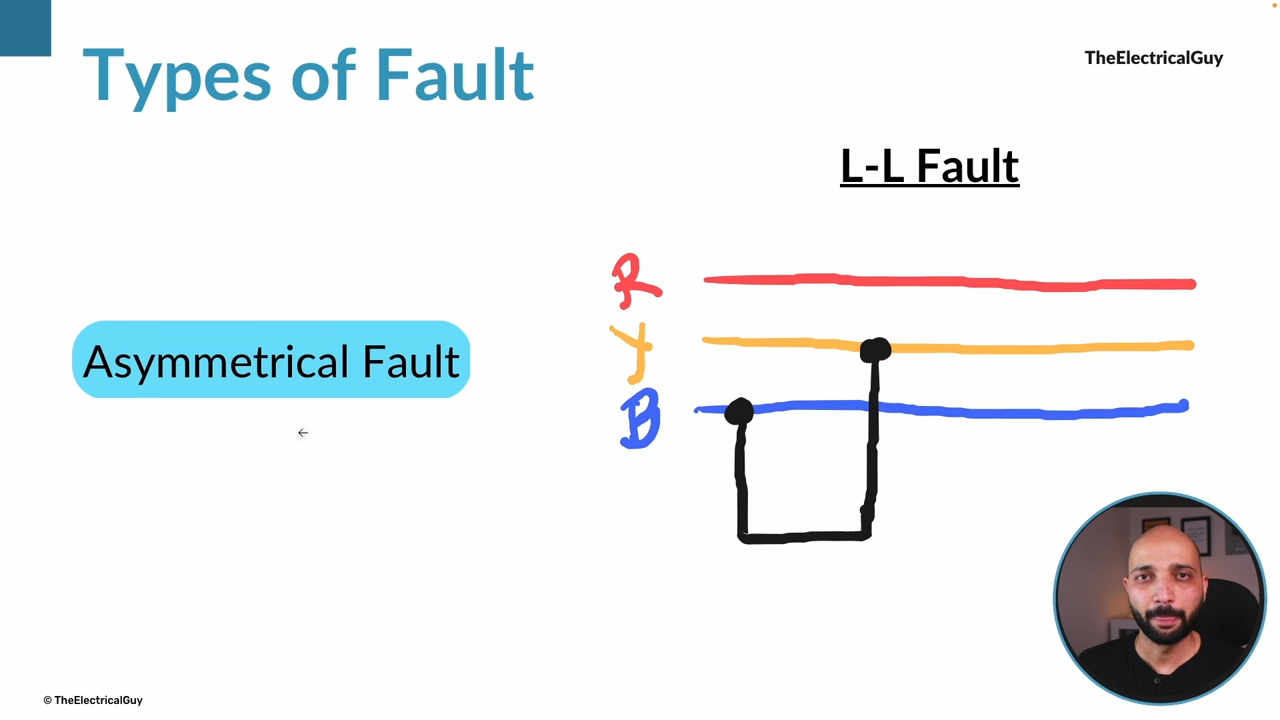 Types of Fault
TheElectricalGuy
L-L Fault
R
Y
Asymmetrical Fault
B
© TheElectricalGuy